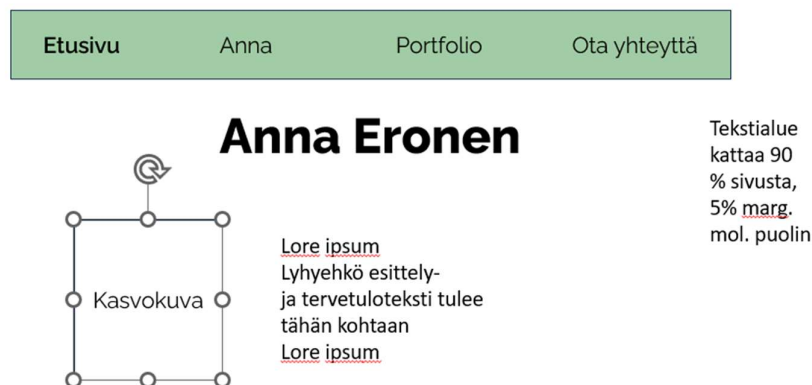 Etusivu Anna Portfolio Ota yhteyttä
Anna Eronen
Tekstialue
kattaa 90
% sivusta,
5% marg.
mol. puolin
Kasvokuva
Lore ipsum
Lyhyehkö esittely-
ja tervetuloteksti tulee
tähän kohtaan
Lore ipsum